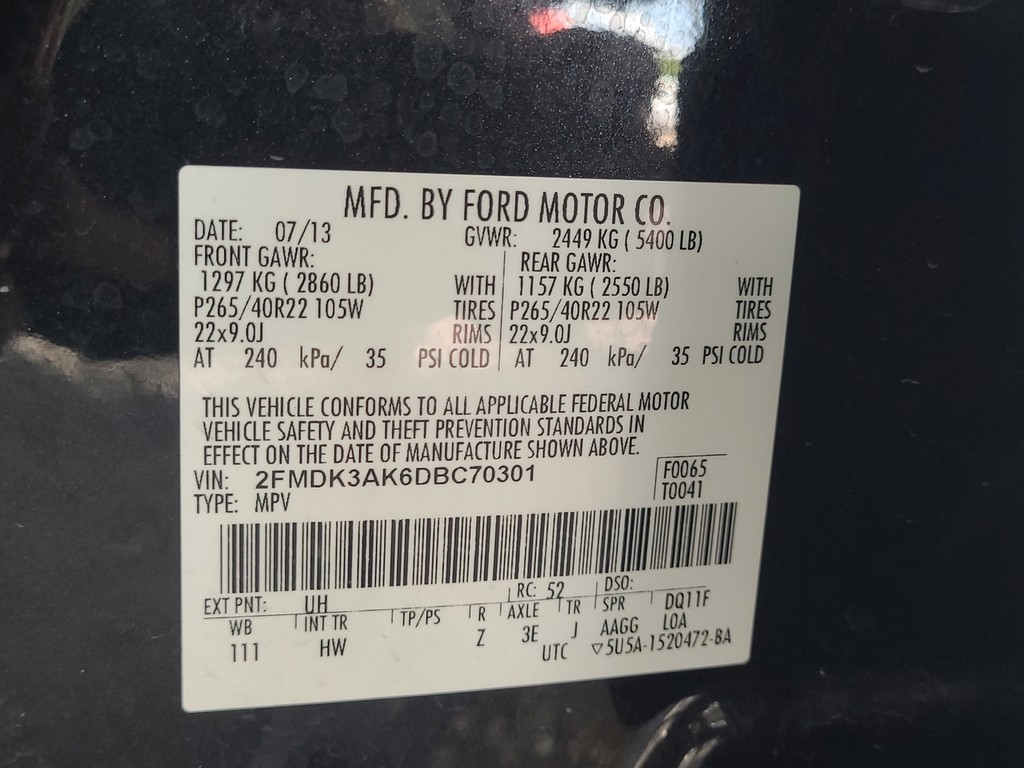 MFD. BY FORD MOTOR CO.
DATE: 07/13 GVWR: 2449 KG ( 5400 LB)
FRONT GAWR: REAR GAWR:
1297 KG ( 2860 LB) WITH 1157 KG ( 2550 LB) WITH
P265/40R22 105W TIRES P265/40R22 105W TIRES
22x9.0J RIMS 22x9.0J RIMS
AT 240 kPa/ 35 PSI COLD AT 240 kPa/ 35 PSI COLD
THIS VEHICLE CONFORMS TO ALL APPLICABLE FEDERAL MOTOR
VEHICLE SAFETY AND THEFT PREVENTION STANDARDS IN
EFFECT ON THE DATE OF MANUFACTURE SHOWN ABOVE.
VIN: 2FMDK3AK6DBC70301 F0065
TYPE: MPV T0041
EXT PNT: UH RC: 52 DSO:
WB INT TR TP/PS R AXLE TR SPR DQ11F
111 HW Z 3E J AAGG LOA
UTC ▽5U5A-1520472-BA